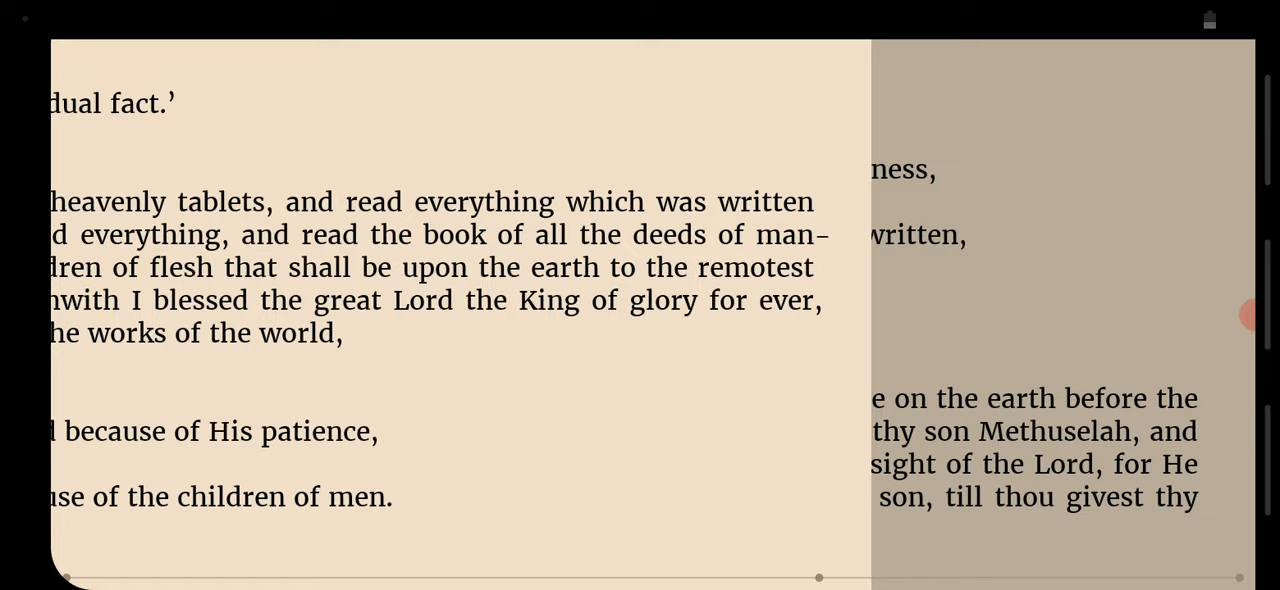 dual fact.’
heavenly tablets, and read everything which was written
d everything, and read the book of all the deeds of man–
dren of flesh that shall be upon the earth to the remotest
with I blessed the great Lord the King of glory for ever,
he works of the world,
because of His patience,
use of the children of men.
ness,
written,
e on the earth before the
thy son Methuselah, and
sight of the Lord, for He
son, till thou givest thy